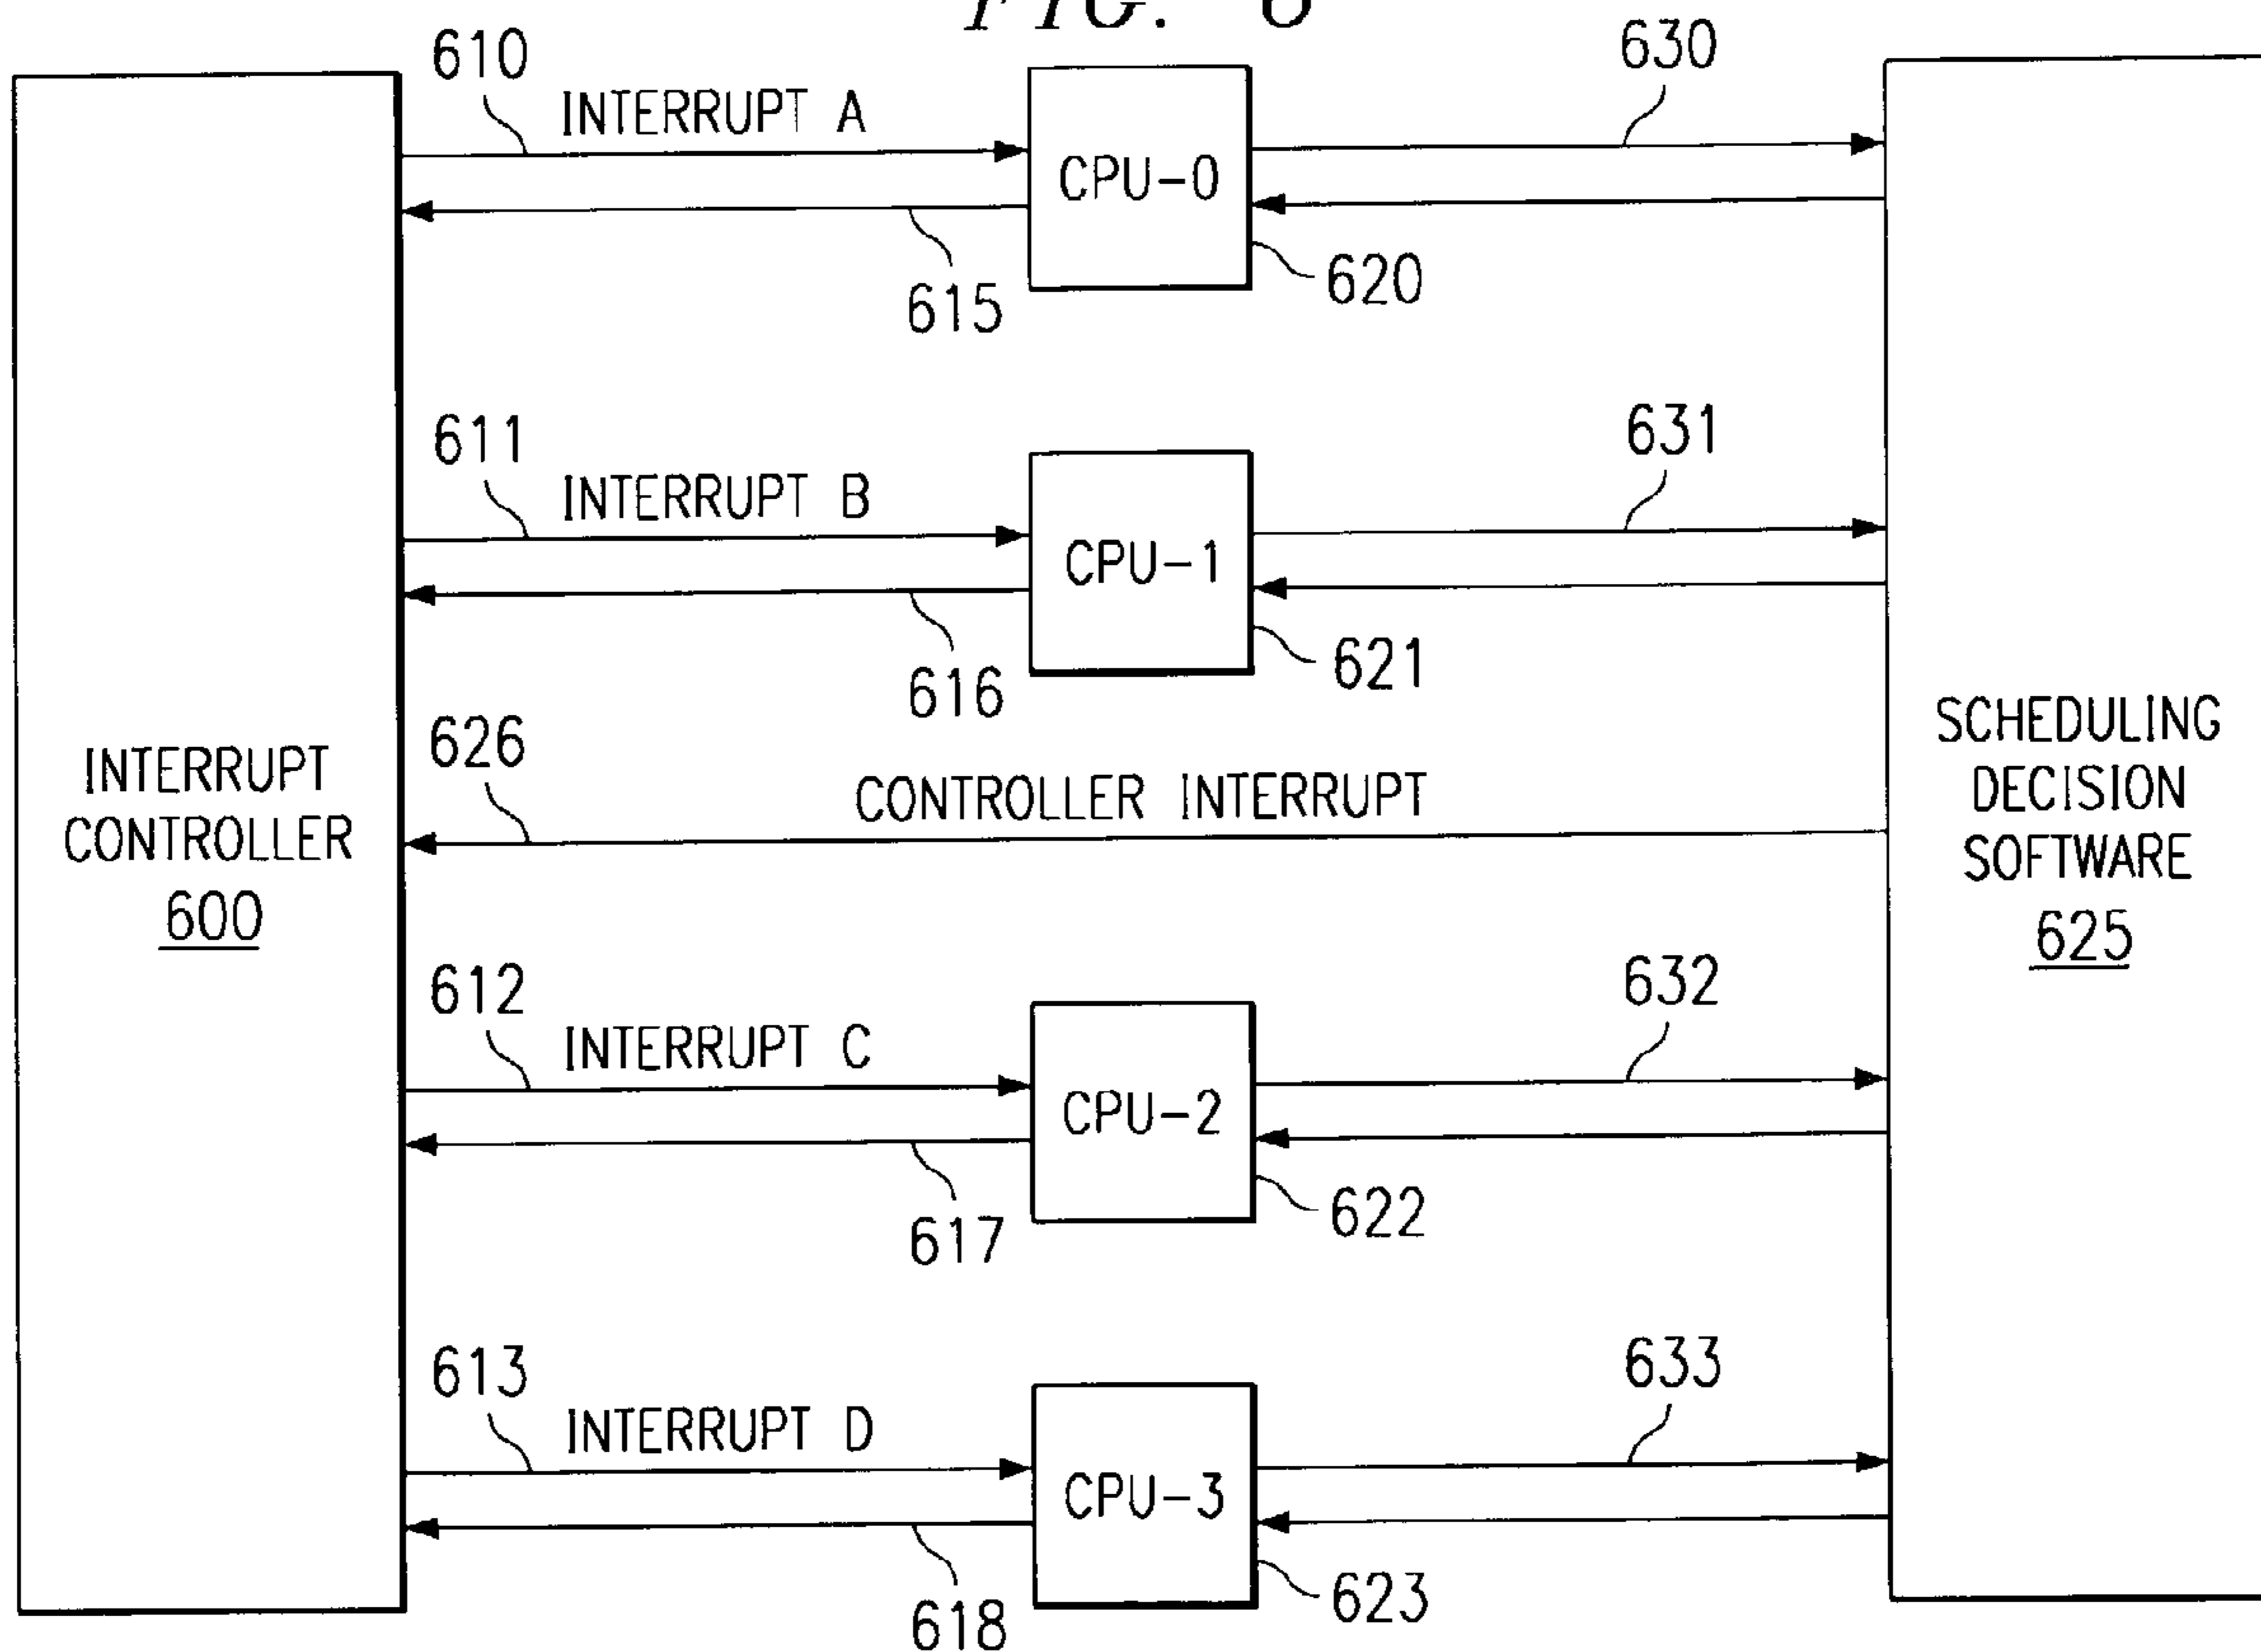 FIG. 6
610
INTERRUPT A
630
CPU-0
620
615
611
INTERRUPT B
631
CPU-1
621
616
626
CONTROLLER INTERRUPT
INTERRUPT
CONTROLLER
600
SCHEDULING
DECISION
SOFTWARE
625
612
INTERRUPT C
632
CPU-2
622
617
613
INTERRUPT D
633
CPU-3
623
618